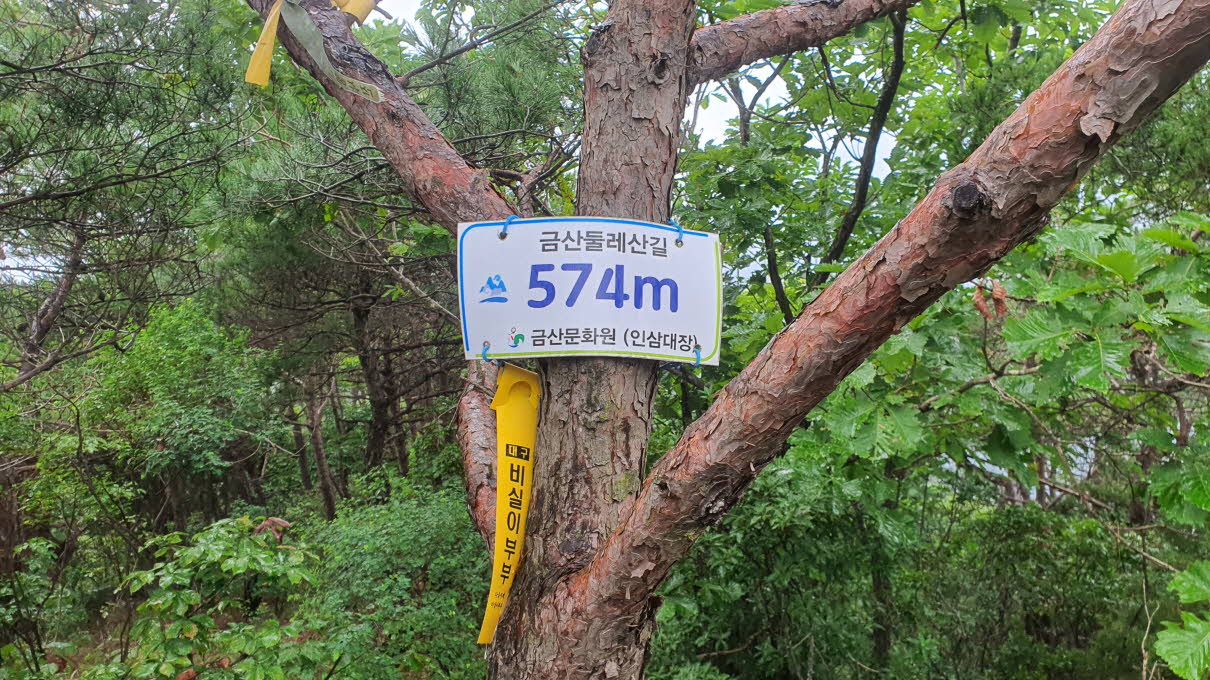 금산둘레산길
574m
금산문화원 (인삼대장)
대구
비실이부부